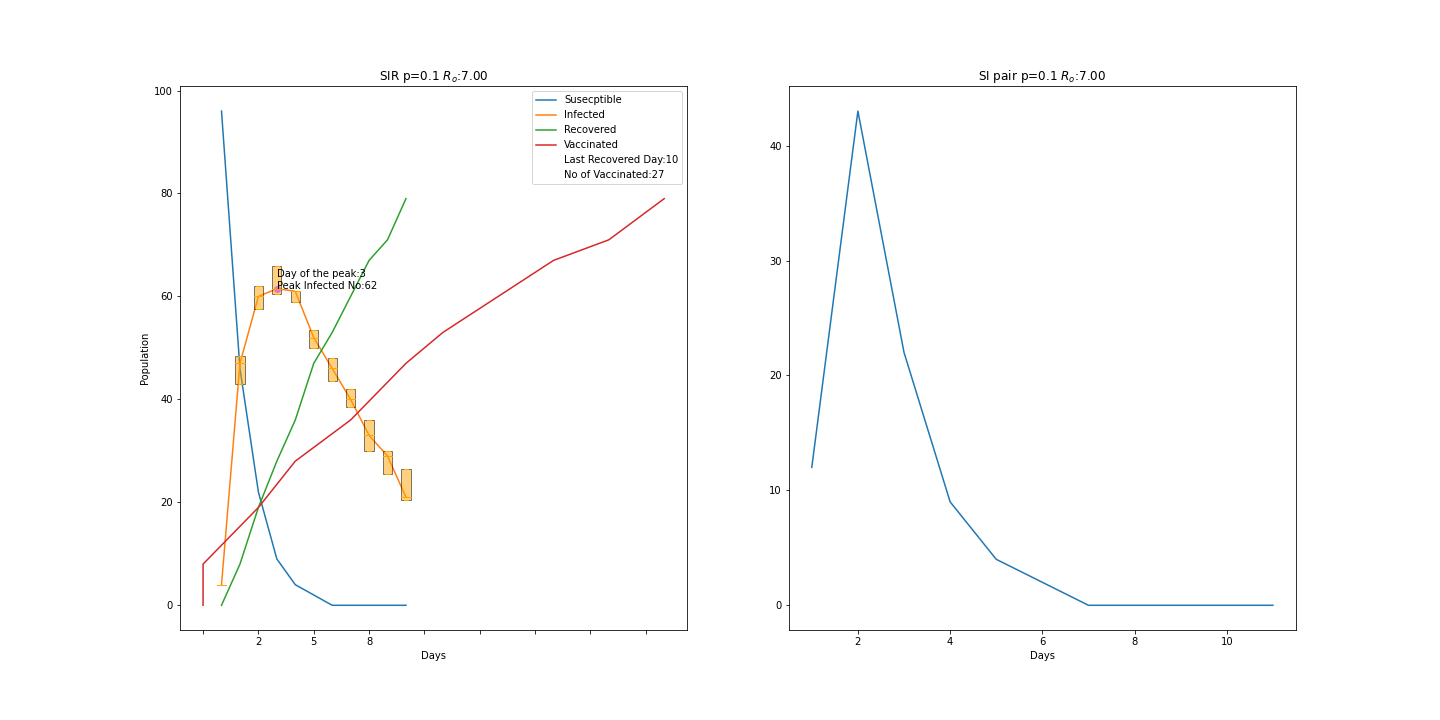 SIR p=0.1 Rₒ:7.00
100
80
60
40
20
0
Population
Susecptible
Infected
Recovered
Vaccinated
Last Recovered Day:10
No of Vaccinated:27
Day of the peak:3
Peak Infected No:62
2 5 8
Days
SI pair p=0.1 Rₒ:7.00
40
30
20
10
0
2 4 6 8 10
Days